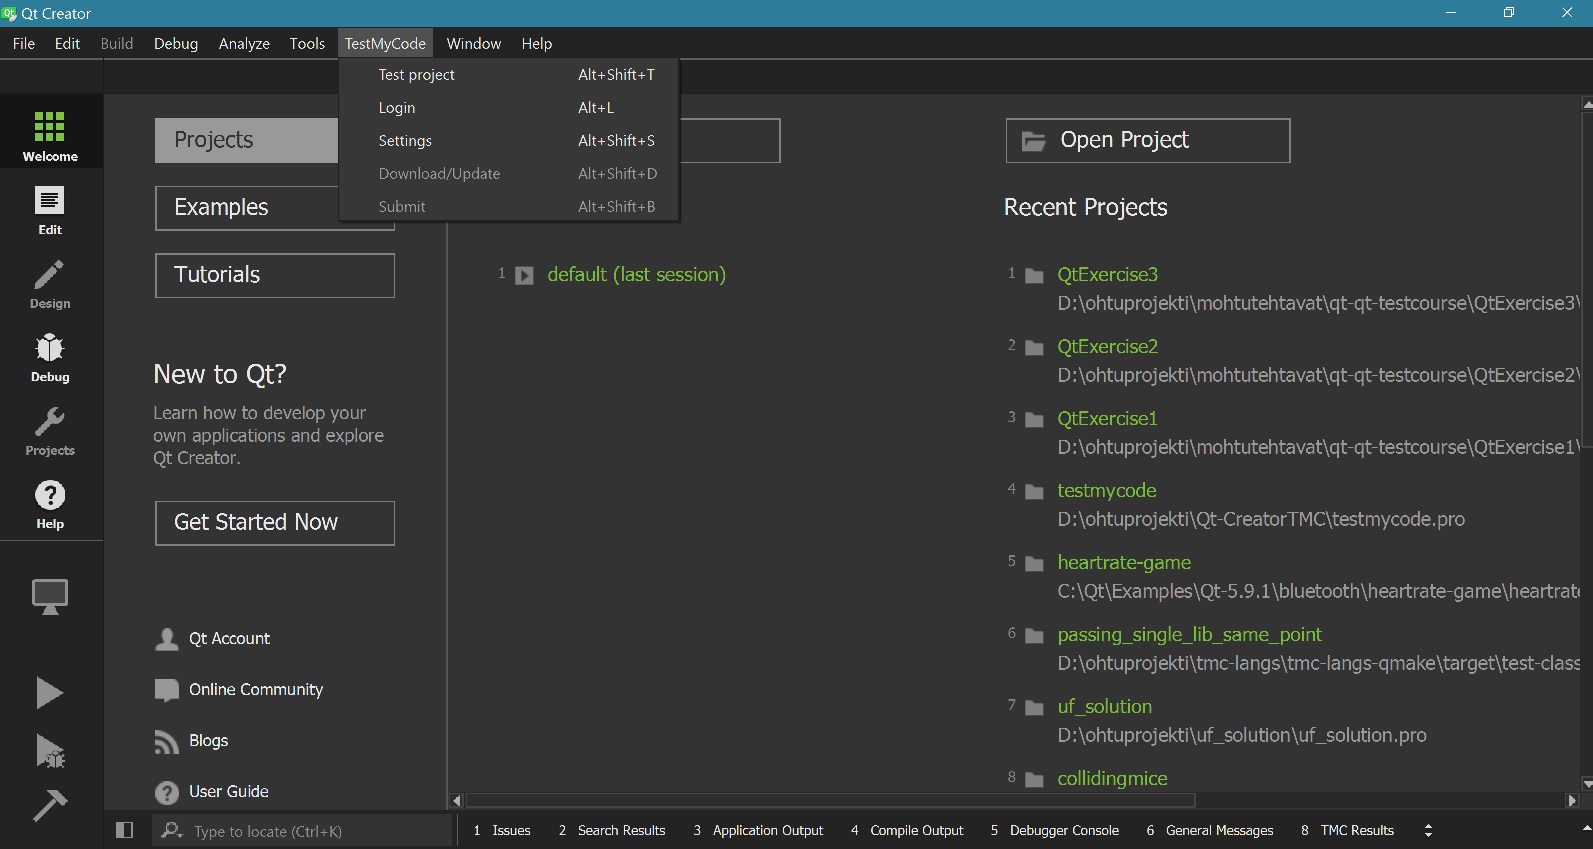 Qt Creator
File Edit Build Debug Analyze Tools TestMyCode Window Help
Test project Alt+Shift+T
Login Alt+L
Settings Alt+Shift+S
Download/Update Alt+Shift+D
Submit Alt+Shift+B
Welcome
Edit
Design
Debug
Projects
Help
Projects
Examples
Tutorials
New to Qt?
Learn how to develop your
own applications and explore
Qt Creator.
Get Started Now
Qt Account
Online Community
Blogs
User Guide
1 default (last session)
Open Project
Recent Projects
1 QtExercise3
D:\ohtuprojekti\mohtutehtavat\qt-qt-testcourse\QtExercise3\
2 QtExercise2
D:\ohtuprojekti\mohtutehtavat\qt-qt-testcourse\QtExercise2\
3 QtExercise1
D:\ohtuprojekti\mohtutehtavat\qt-qt-testcourse\QtExercise1\
4 testmycode
D:\ohtuprojekti\Qt-CreatorTMC\testmycode.pro
5 heartrate-game
C:\Qt\Examples\Qt-5.9.1\bluetooth\heartrate-game\heartrate
6 passing_single_lib_same_point
D:\ohtuprojekti\tmc-langs\tmc-langs-qmake\target\test-class
7 uf_solution
D:\ohtuprojekti\uf_solution\uf_solution.pro
8 collidingmice
Type to locate (Ctrl+K)
1 Issues 2 Search Results 3 Application Output 4 Compile Output 5 Debugger Console 6 General Messages 8 TMC Results